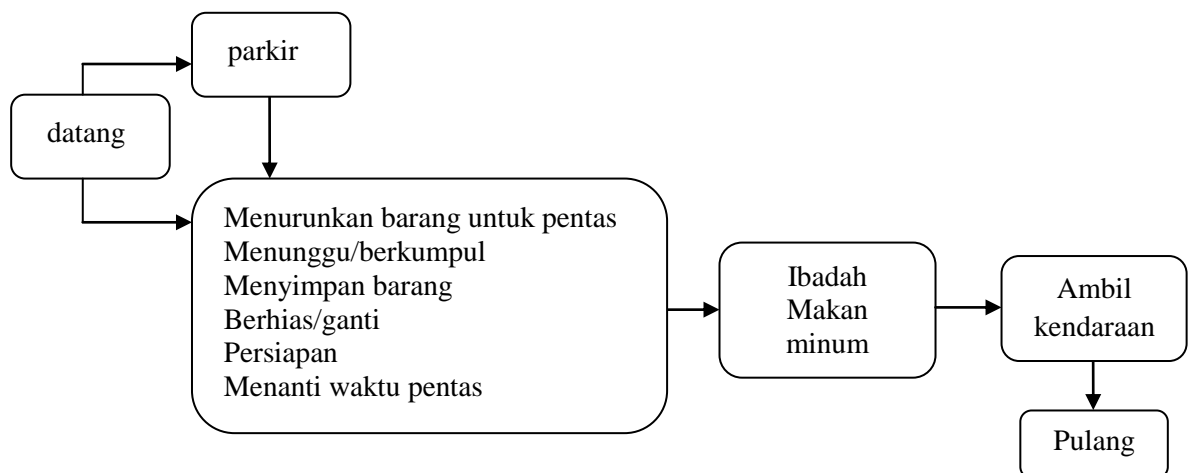 parkir
datang
Menurunkan barang untuk pentas
Menunggu/berkumpul
Menyimpan barang
Berhias/ganti
Persiapan
Menanti waktu pentas
Ibadah
Makan
minum
Ambil
kendaraan
Pulang